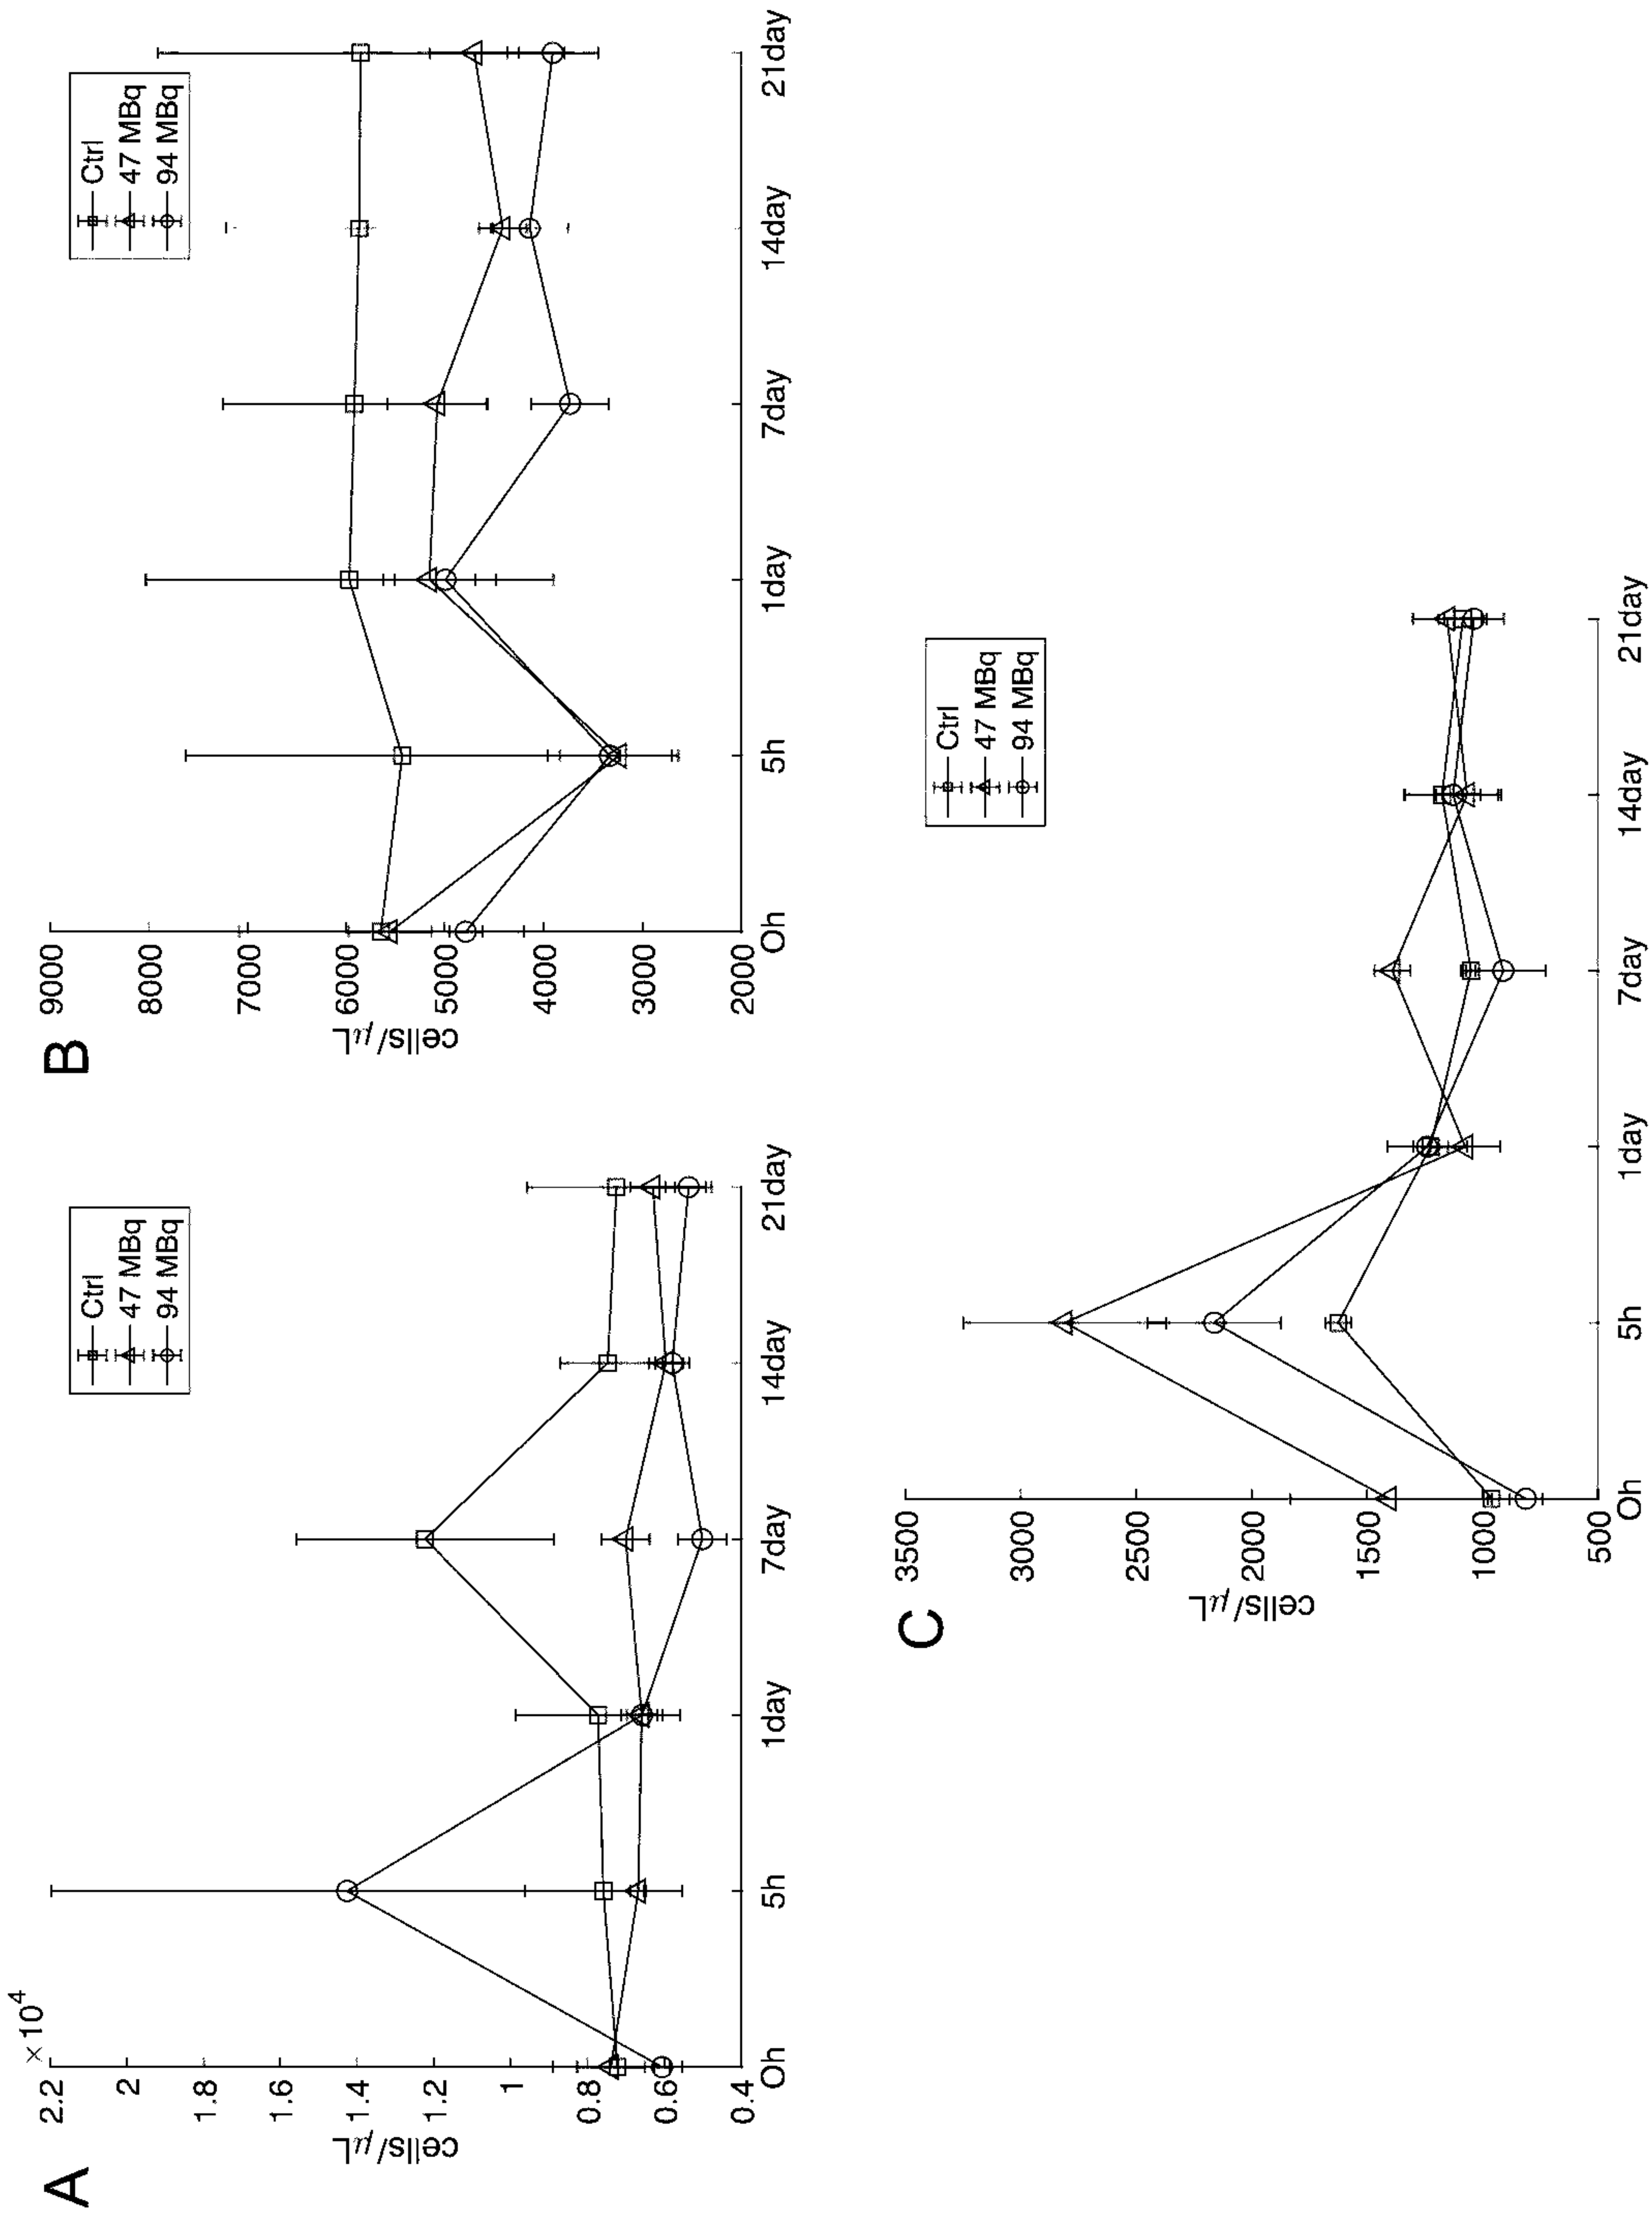 A
×10⁴
2.2
2
1.8
1.6
1.4
1.2
1
0.8
0.6
0.4
cells/μL
0h
5h
1day
7day
14day
21day
Ctrl
47 MBq
94 MBq
B
9000
8000
7000
6000
5000
4000
3000
2000
cells/μL
0h
5h
1day
7day
14day
21day
Ctrl
47 MBq
94 MBq
C
3500
3000
2500
2000
1500
1000
500
cells/μL
0h
5h
1day
7day
14day
21day
Ctrl
47 MBq
94 MBq